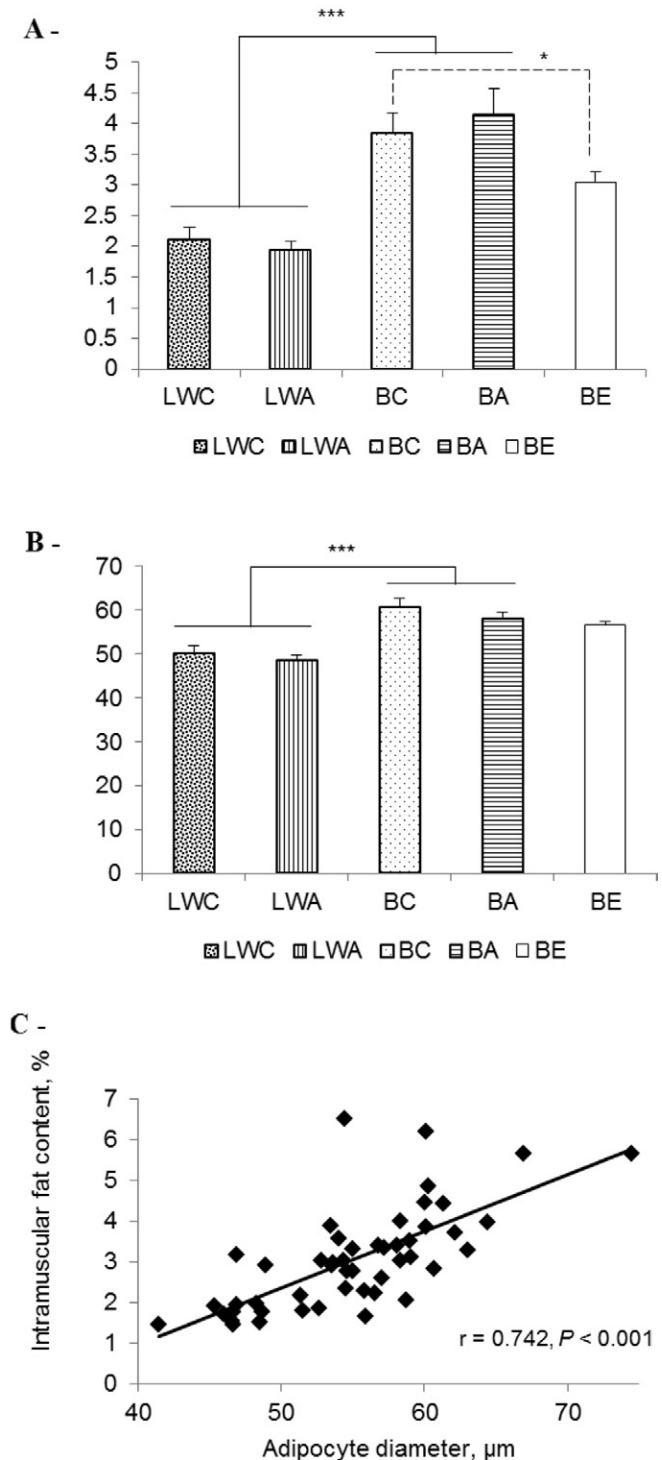 A -
***
*
5
4.5
4
3.5
3
2.5
2
1.5
1
0.5
0
LWC LWA BC BA BE
LWC LWA BC BA BE
B -
***
70
60
50
40
30
20
10
0
LWC LWA BC BA BE
LWC LWA BC BA BE
C -
Intramuscular fat content, %
7
6
5
4
3
2
1
0
r = 0.742, P < 0.001
40 50 60 70
Adipocyte diameter, µm